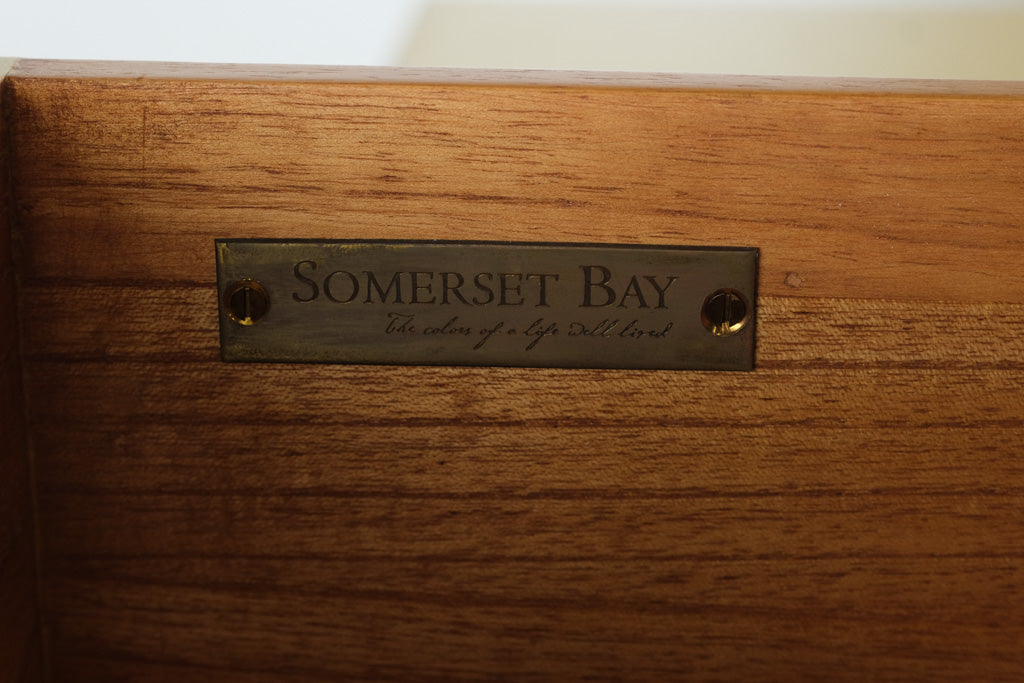 SOMERSET BAY
The colors of a life well lived